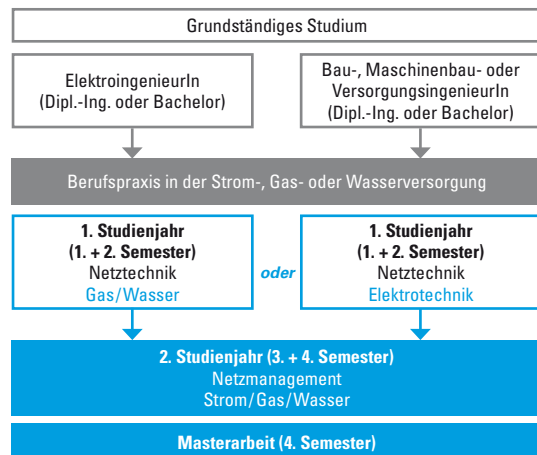 Grundständiges Studium
ElektroingenieurIn
(Dipl.-Ing. oder Bachelor)
Bau-, Maschinenbau- oder
VersorgungsingenieurIn
(Dipl.-Ing. oder Bachelor)
Berufspraxis in der Strom-, Gas- oder Wasserversorgung
1. Studienjahr
(1. + 2. Semester)
Netztechnik
Gas/Wasser
oder
1. Studienjahr
(1. + 2. Semester)
Netztechnik
Elektrotechnik
2. Studienjahr (3. + 4. Semester)
Netzmanagement
Strom/Gas/Wasser
Masterarbeit (4. Semester)